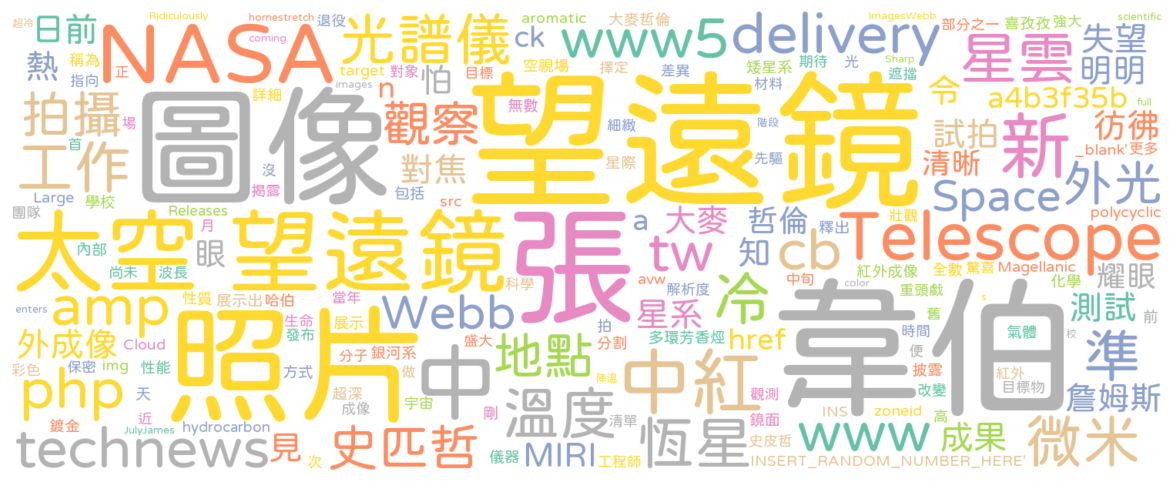 超冷 Ridiculously homestretch 退役 aromatic 大麥哲倫 imagesWebb 部分之一 喜孜孜 強大 scientific
日前 NASA coming 稱為 光譜儀 ck www5 delivery 星雲 失望
熱 指向 正 target 對象 目標 空視場 擇定 差異 矮星系 期待 光 Sharp 遮擋 明明
images 詳細 n 怕 無數 細緻 材料 階段 令 a4b3f35b full
拍攝 場 圖像 觀察 望遠鏡 試拍 新 彷彿
首 工作 沒 對焦 星際 先驅 清晰 _blank' 更多
揭露 包括 Large 學校 src Space 外光
團隊 Releases 月 太空望遠鏡 張 a 大麥 哲倫 釋出 壯觀 polycyclic
內部 眼 tw 知 cb Telescope
尚未 波長 avw 科學 解析度 中旬 紅外成像 全數 驚喜 Magellanic 耀眼
enters amp 性質 展示出 哈伯 當年 Webb 星系 冷 color 重頭戲 s 化學 測試 前
外成像 Cloud 生命 發布 展示 照片 拍 盛大 分割 多環芳香烴 href 韋伯 舊 時間 氣體 校
彩色 保密 img 性能 分子 銀河系 中 地點 中紅 便 披露 紅外 準
php 天 方式 超深 做 宇宙 降溫 觀測 改變 目標物
近 成像 剛 溫度 清單 鏡面 INS zoneid 高 詹姆斯
鍍金 JulyJames hydrocarbon 恆星 史皮哲 www 成果 微米
technews 見 次 史匹哲 儀器 MIRI 工程師 INSERT_RANDOM_NUMBER_HERE'